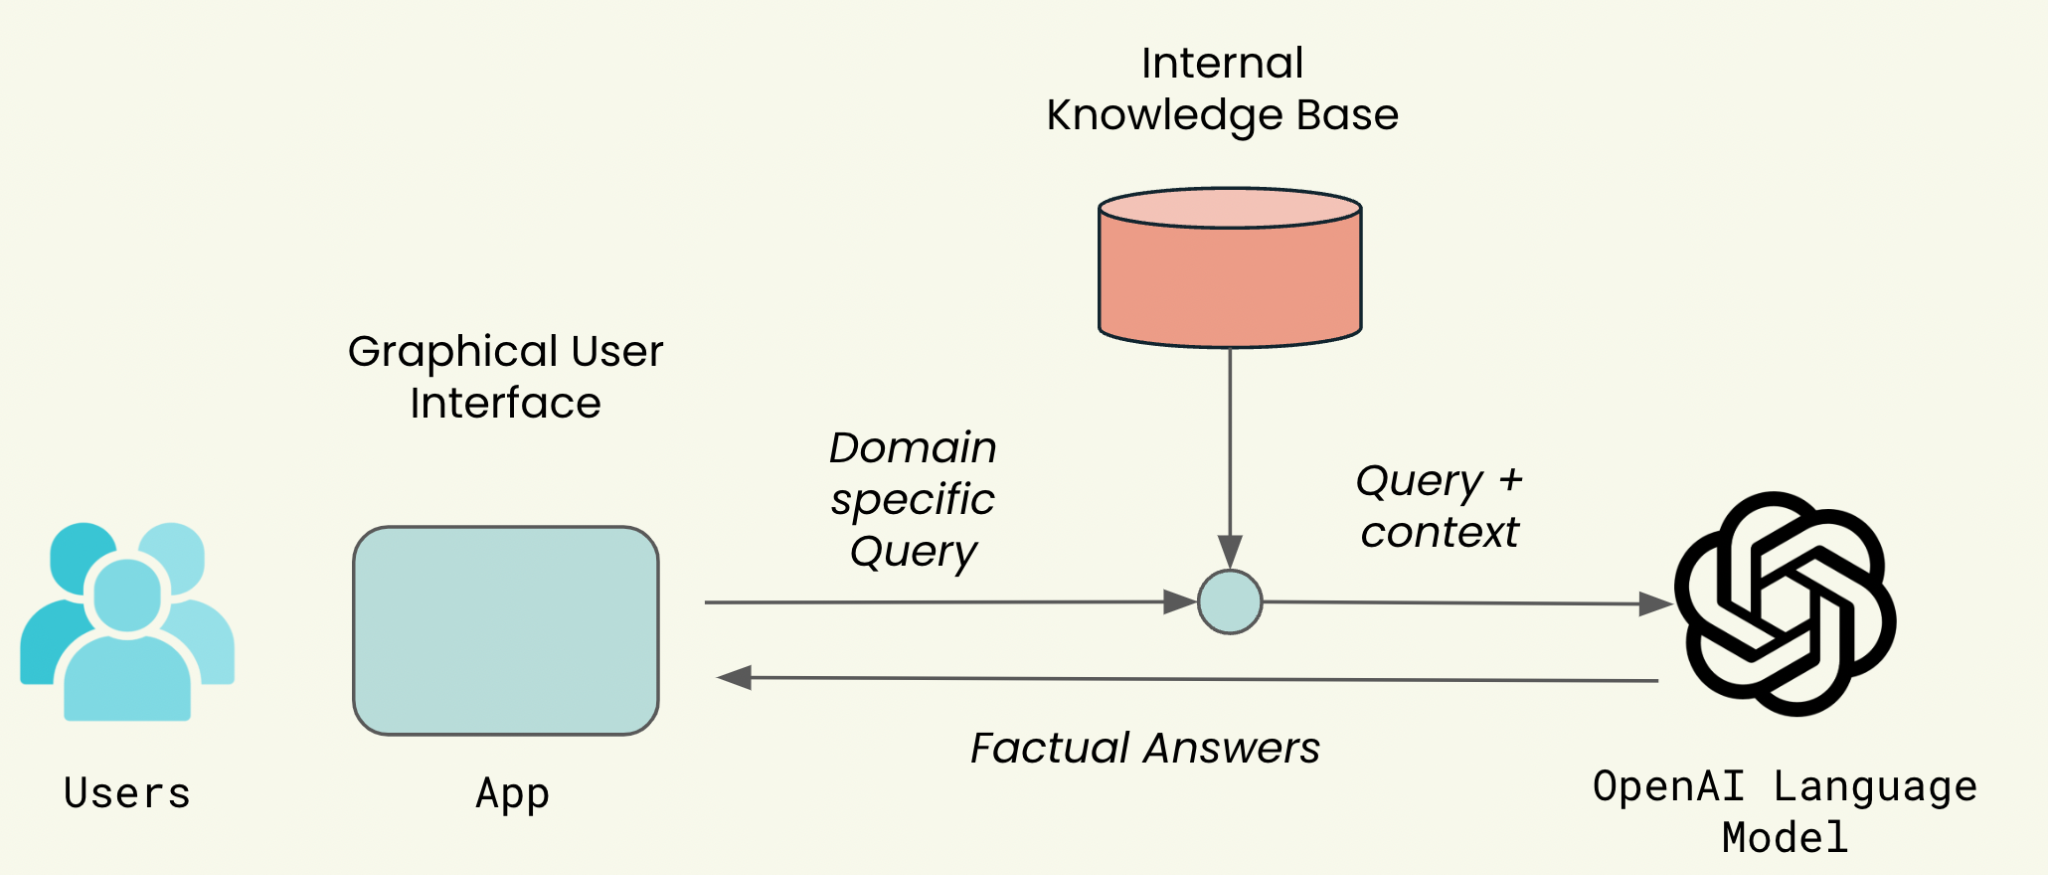 Internal
Knowledge Base
Graphical User
Interface
Domain
specific
Query
Query +
context
Factual Answers
Users
App
OpenAI Language
Model